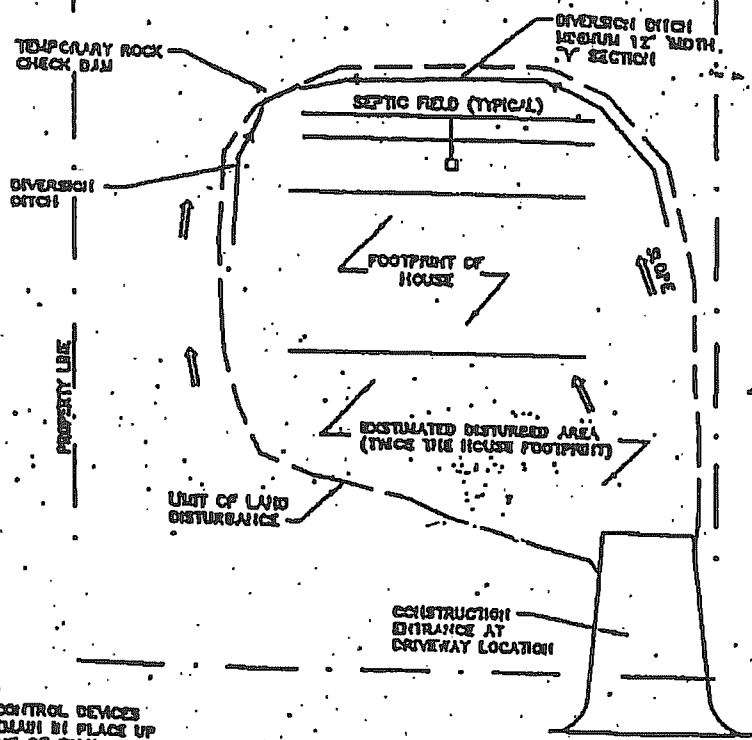 TEMPORARY ROCK
CHECK DAM
DIVERSION DITCH
MINIMUM 12" WIDTH
"V" SECTION
SEPTIC FIELD (TYPICAL)
DIVERSION
DITCH
FOOTPRINT OF
HOUSE
SLOPE
PROPERTY LINE
ESTIMATED DISTURBED AREA
(TWICE THE HOUSE FOOTPRINT)
LIMIT OF LAND
DISTURBANCE
CONSTRUCTION
ENTRANCE AT
DRIVEWAY LOCATION
CONTROL DEVICES
IN PLACE UP